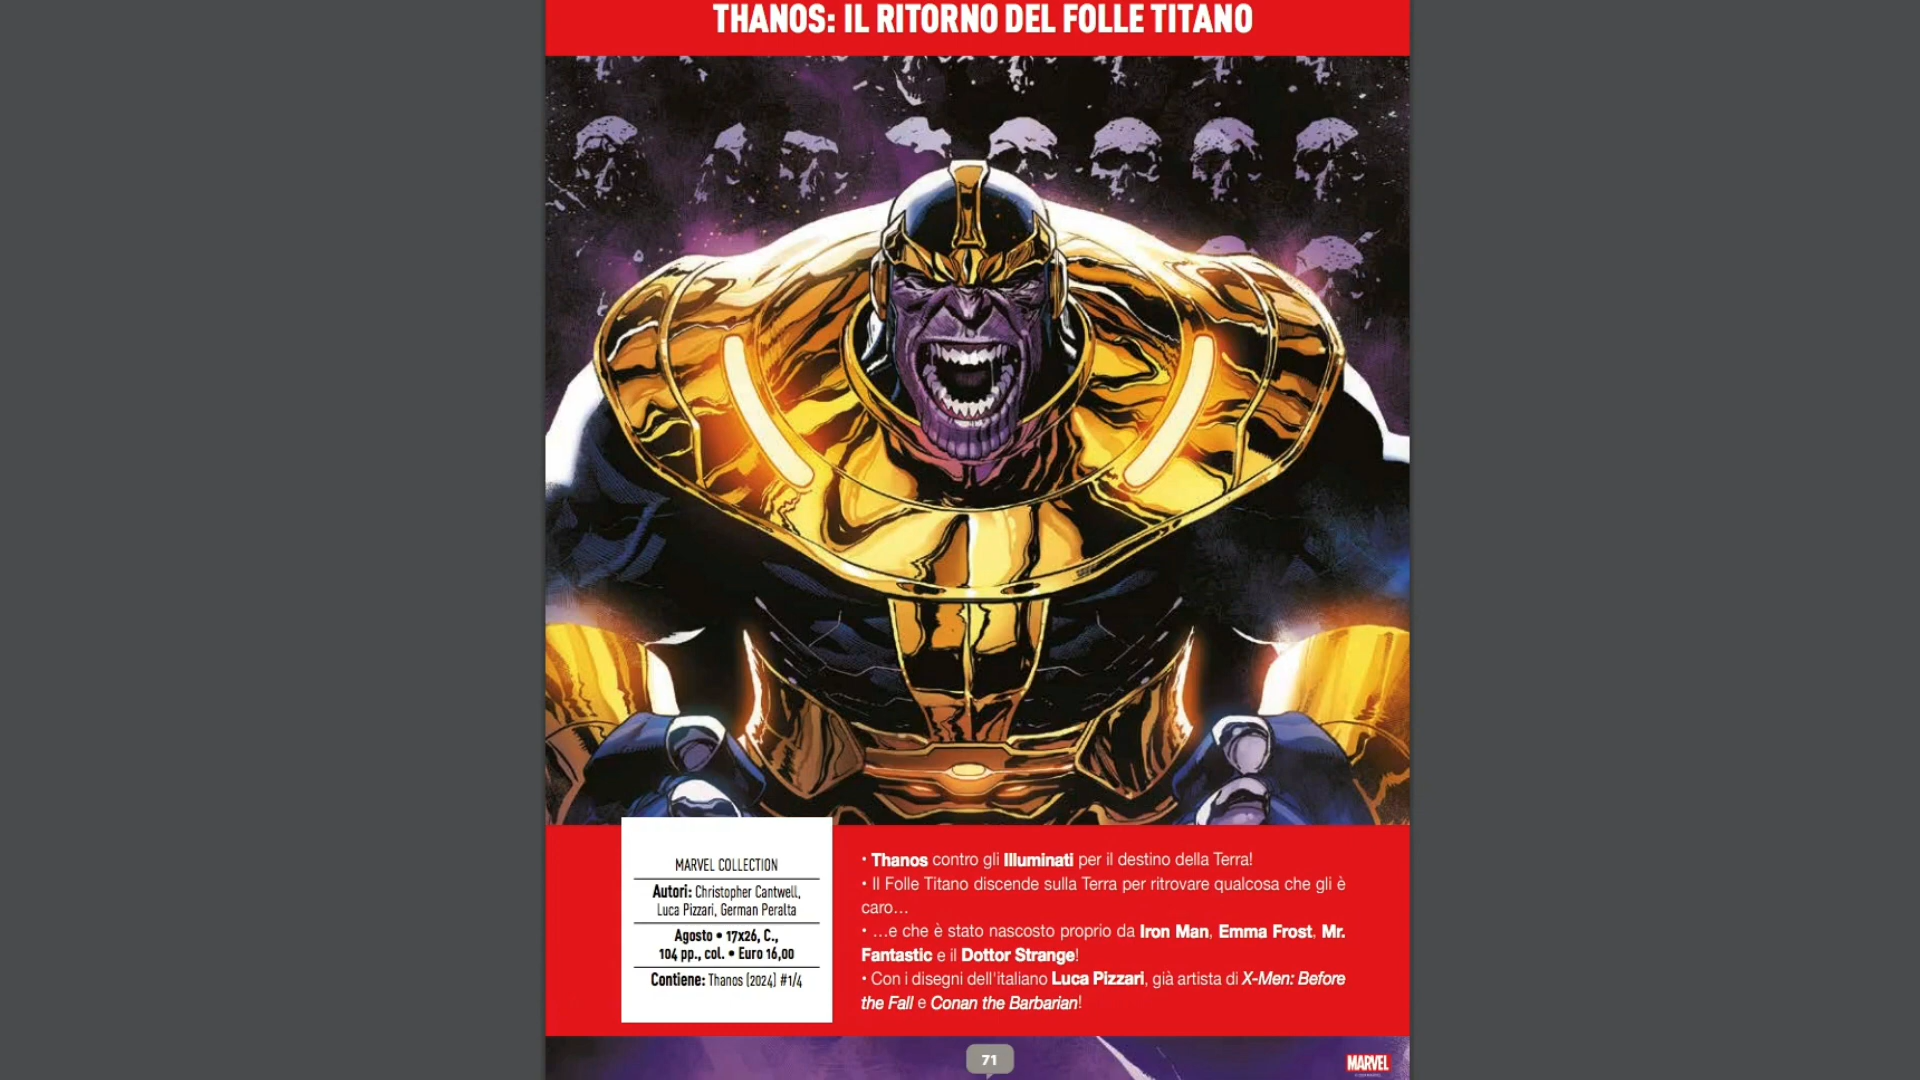 THANOS: IL RITORNO DEL FOLLE TITANO
MARVEL COLLECTION
Autori: Christopher Cantwell,
Luca Pizzari, German Peralta
Agosto • 17x26, C.,
104 pp., col. • Euro 16,00
Contiene: Thanos (2024) #1/4
• Thanos contro gli Illuminati per il destino della Terra!
• Il Folle Titano discende sulla Terra per ritrovare qualcosa che gli è
caro…
• …e che è stato nascosto proprio da Iron Man, Emma Frost, Mr.
Fantastic e il Dottor Strange!
• Con i disegni dell'italiano Luca Pizzari, già artista di X-Men: Before
the Fall e Conan the Barbarian!
71
MARVEL